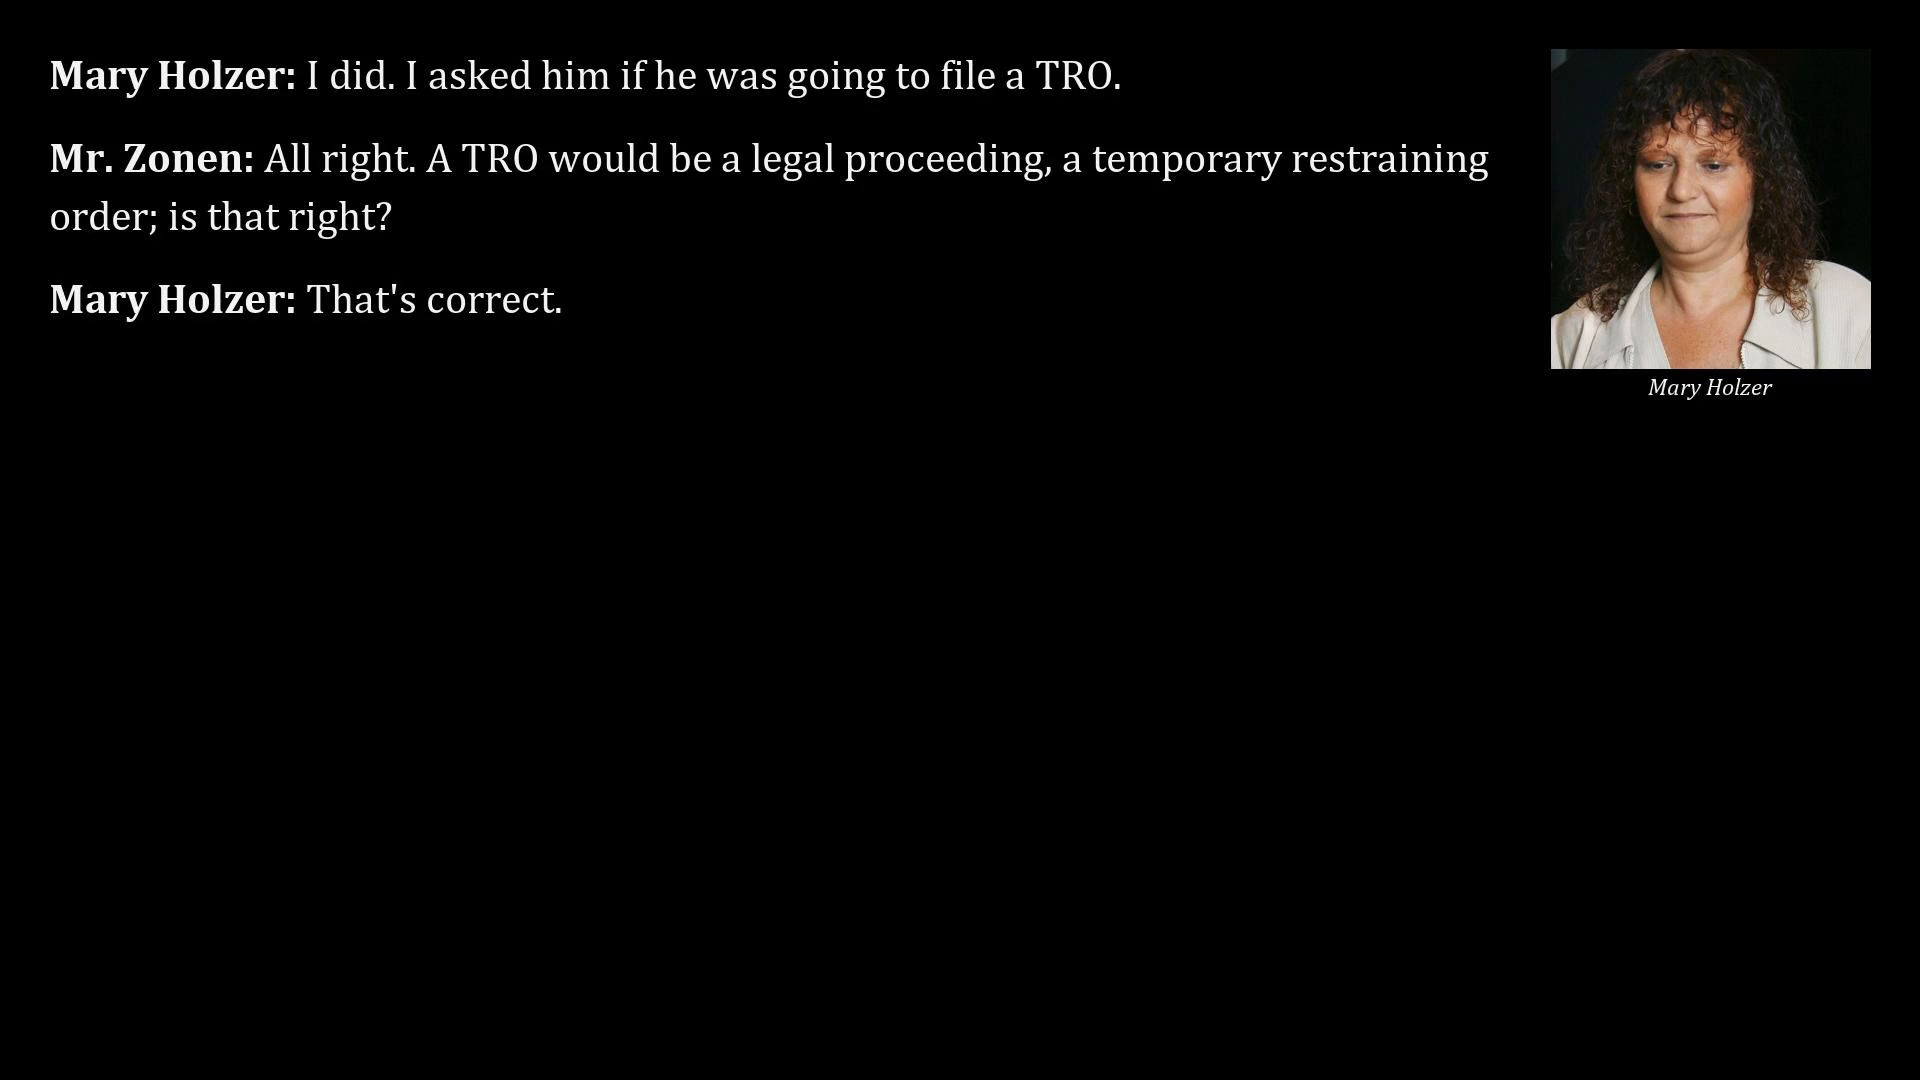 Mary Holzer: I did. I asked him if he was going to file a TRO.
Mr. Zonen: All right. A TRO would be a legal proceeding, a temporary restraining
order; is that right?
Mary Holzer: That's correct.
Mary Holzer